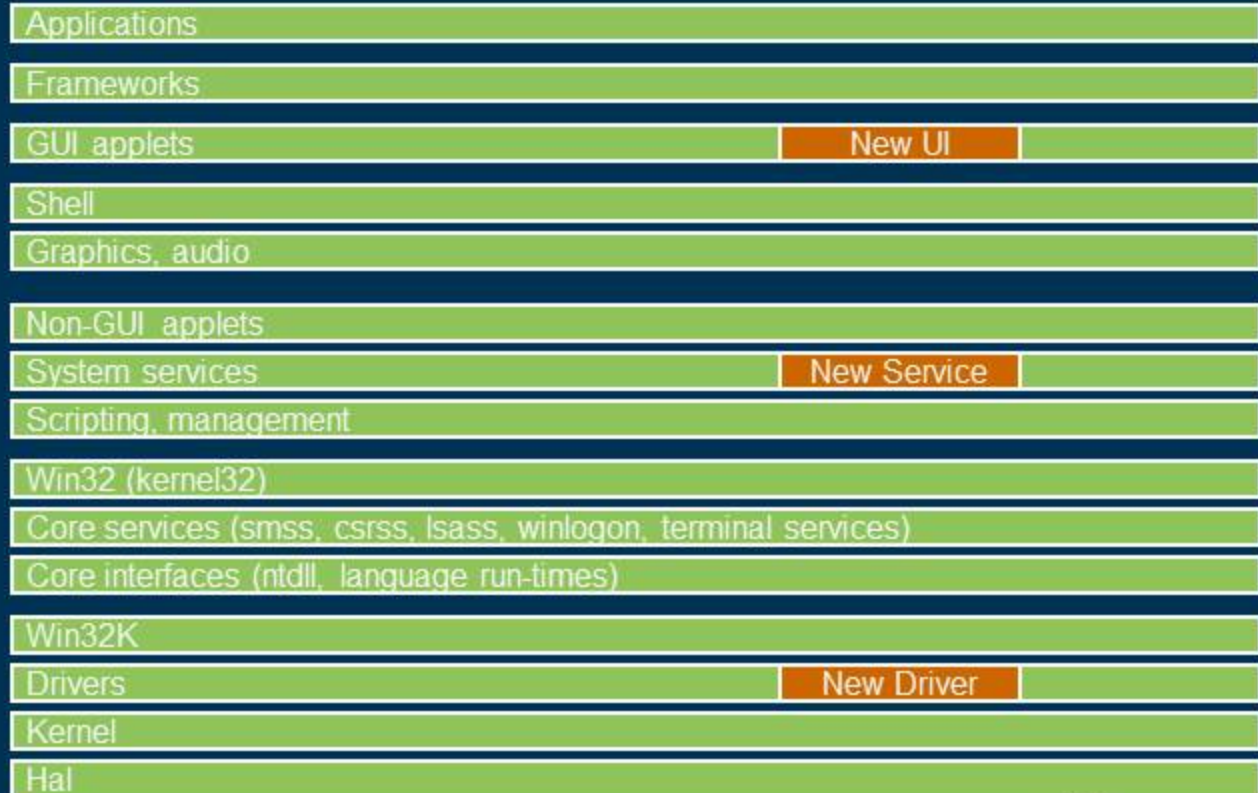 Applications
Frameworks
GUI applets New UI
Shell
Graphics, audio
Non-GUI applets
System services New Service
Scripting, management
Win32 (kernel32)
Core services (smss, csrss, lsass, winlogon, terminal services)
Core interfaces (ntdll, language run-times)
Win32K
Drivers New Driver
Kernel
Hal